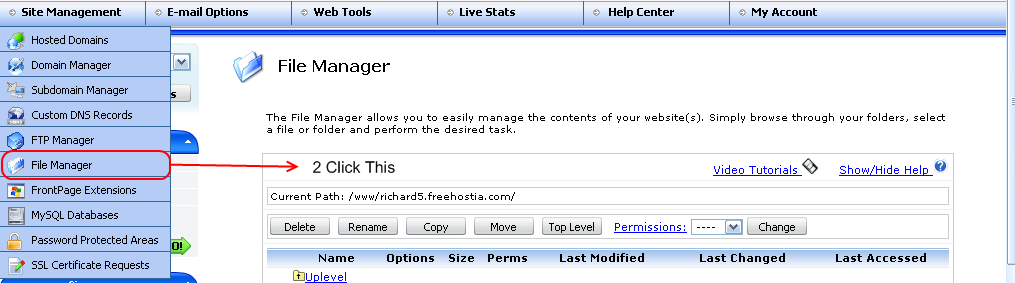 Site Management
E-mail Options
Web Tools
Live Stats
Help Center
My Account
Hosted Domains
Domain Manager
Subdomain Manager
Custom DNS Records
FTP Manager
File Manager
FrontPage Extensions
MySQL Databases
Password Protected Areas
SSL Certificate Requests
s
O!
File Manager
The File Manager allows you to easily manage the contents of your website(s). Simply browse through your folders, select
a file or folder and perform the desired task.
2 Click This
Video Tutorials
Show/Hide Help
?
Current Path: /www/richard5.freehostia.com/
Delete
Rename
Copy
Move
Top Level
Permissions:
----
Change
Name Options Size Perms Last Modified Last Changed Last Accessed
Uplevel